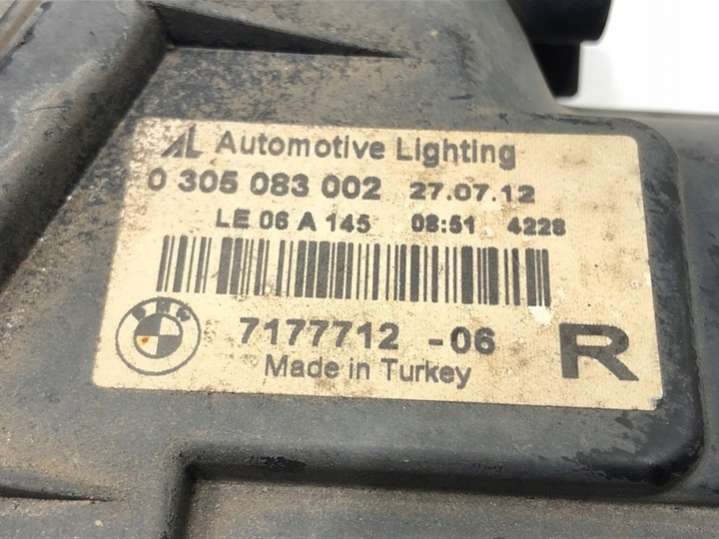 AL Automotive Lighting
0 305 083 002 27.07.12
LE 06 A 145 08:51 4228
BMW
7177712 -06
Made in Turkey
R